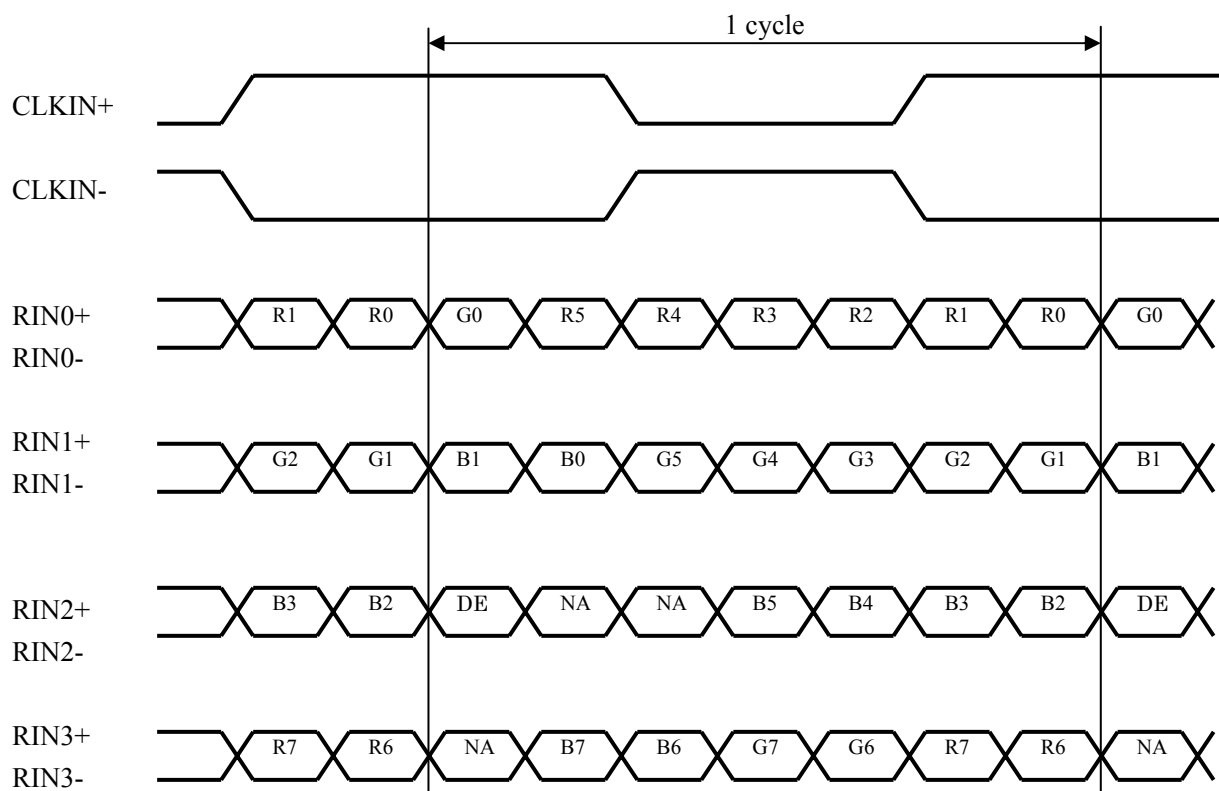 1 cycle
CLKIN+
CLKIN-
RIN0+ R1 R0 G0 R5 R4 R3 R2 R1 R0 G0
RIN0-
RIN1+ G2 G1 B1 B0 G5 G4 G3 G2 G1 B1
RIN1-
RIN2+ B3 B2 DE NA NA B5 B4 B3 B2 DE
RIN2-
RIN3+ R7 R6 NA B7 B6 G7 G6 R7 R6 NA
RIN3-